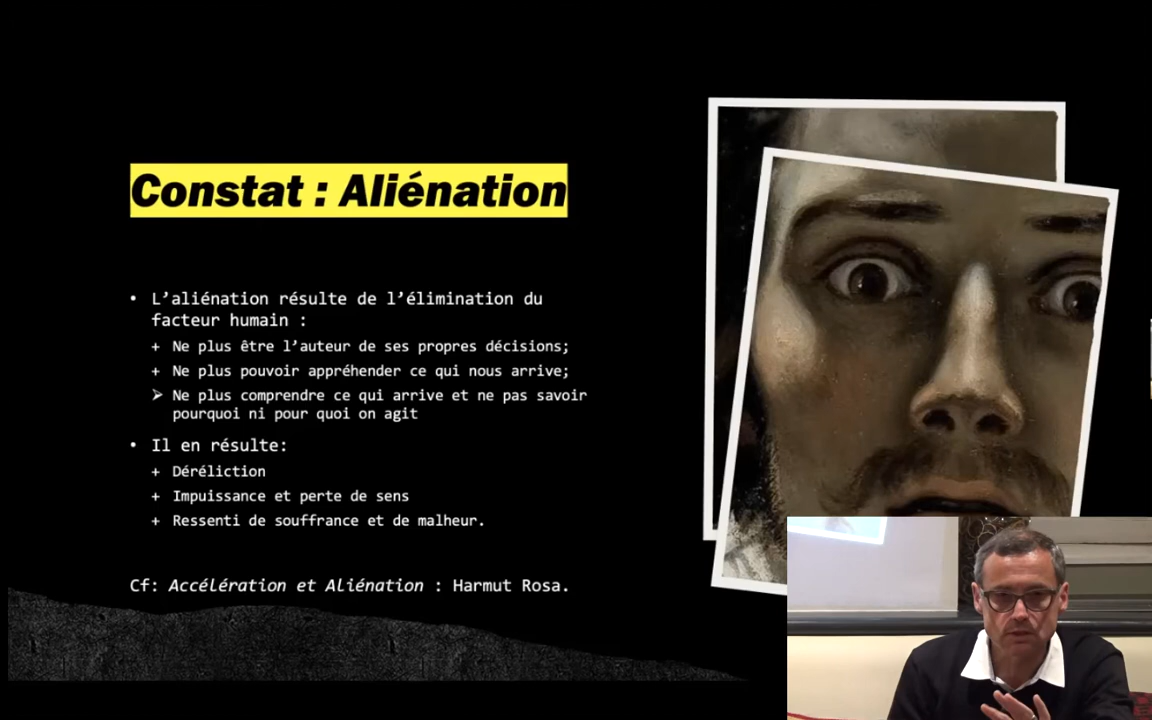 Constat : Aliénation
• L’aliénation résulte de l’élimination du
facteur humain :
+ Ne plus être l’auteur de ses propres décisions;
+ Ne plus pouvoir appréhender ce qui nous arrive;
➢ Ne plus comprendre ce qui arrive et ne pas savoir
pourquoi ni pour quoi on agit
• Il en résulte:
+ Déréliction
+ Impuissance et perte de sens
+ Ressenti de souffrance et de malheur.
Cf: Accélération et Aliénation : Harmut Rosa.